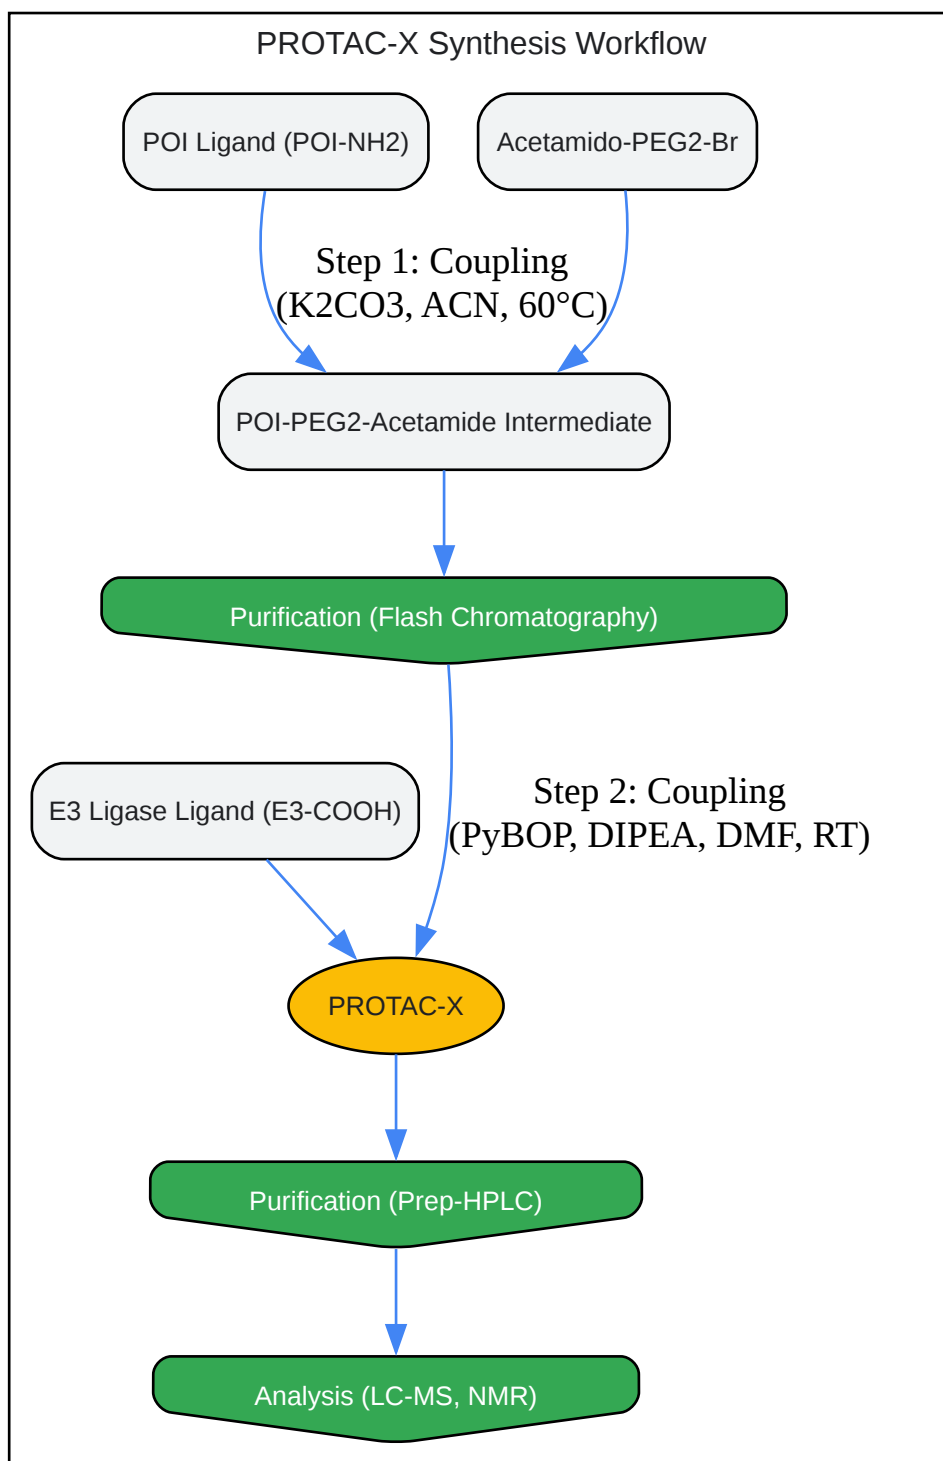 PROTAC-X Synthesis Workflow
POI Ligand (POI-NH2)
Acetamido-PEG2-Br
Step 1: Coupling
(K2CO3, ACN, 60°C)
POI-PEG2-Acetamide Intermediate
Purification (Flash Chromatography)
E3 Ligase Ligand (E3-COOH)
Step 2: Coupling
(PyBOP, DIPEA, DMF, RT)
PROTAC-X
Purification (Prep-HPLC)
Analysis (LC-MS, NMR)